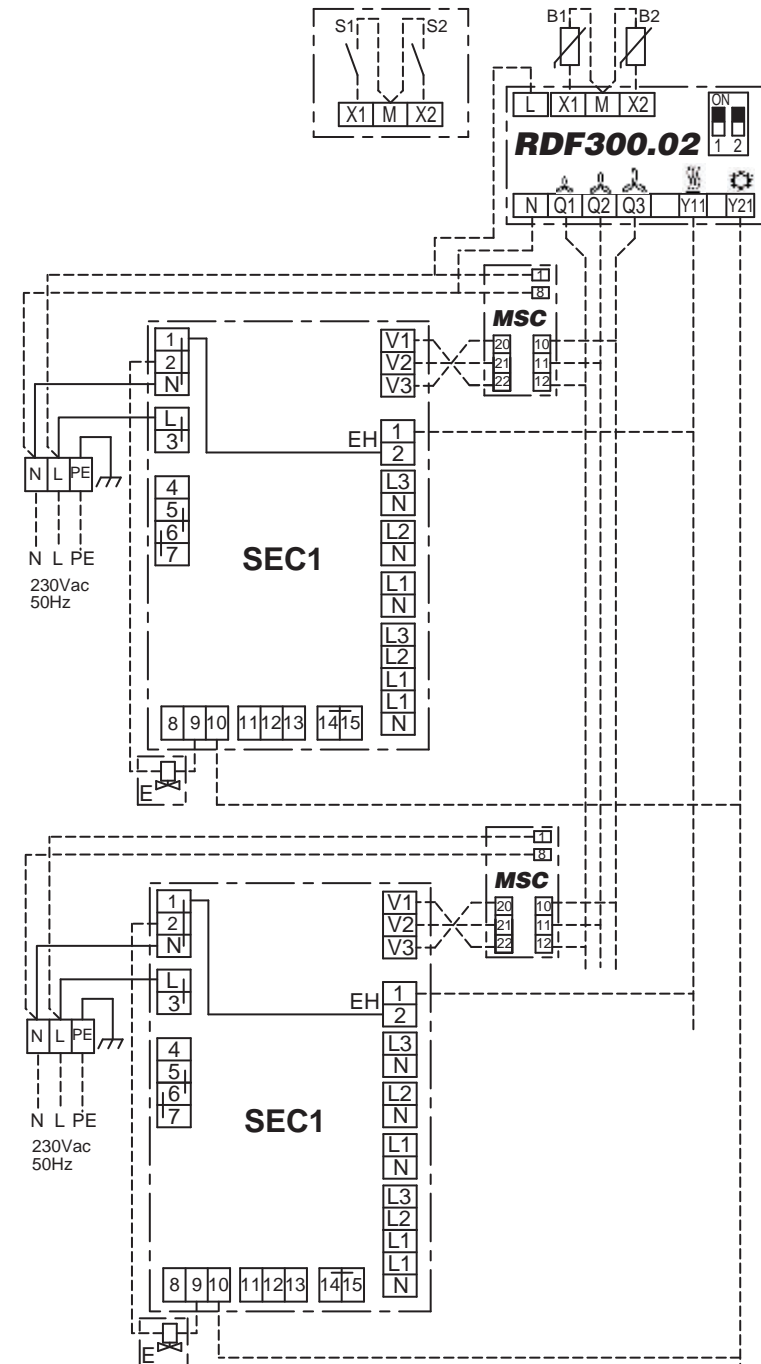 S1 S2
X1 M X2
B1 B2
L X1 M X2
ON
1 2
RDF300.02
N Q1 Q2 Q3 Y11 Y21
1
8
MSC
20 10
21 11
22 12
1
2
N
L
3
V1
V2
V3
EH 1
2
N L PE
N L PE
230Vac
50Hz
4
5
6
7
SEC1
L3
N
L2
N
L1
N
L3
L2
L1
L1
N
8 9 10 11 12 13 14 15
E
1
8
MSC
20 10
21 11
22 12
1
2
N
L
3
V1
V2
V3
EH 1
2
N L PE
N L PE
230Vac
50Hz
4
5
6
7
SEC1
L3
N
L2
N
L1
N
L3
L2
L1
L1
N
8 9 10 11 12 13 14 15
E